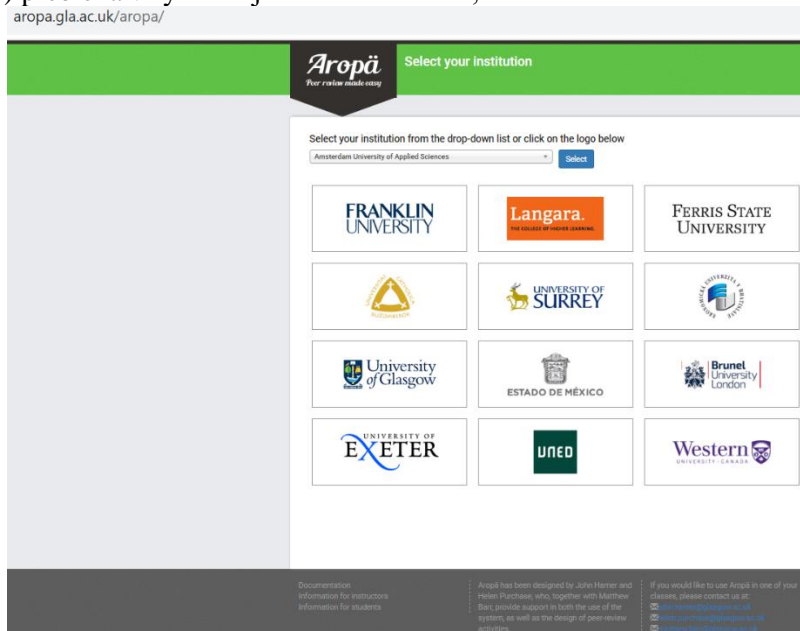 aropa.gla.ac.uk/aropa/
Aropä
Peer review made easy
Select your institution
Select your institution from the drop-down list or click on the logo below
Amsterdam University of Applied Sciences
Select
FRANKLIN
UNIVERSITY
Langara.
THE COLLEGE OF HIGHER LEARNING.
FERRIS STATE
UNIVERSITY
UNIVERSITY OF
SURREY
University
of Glasgow
ESTADO DE MÉXICO
Brunel
University
London
UNIVERSITY OF
EXETER
UNED
Western
UNIVERSITY · CANADA
Documentation
Information for instructors
Information for students
Aropä has been designed by John Hamer and
Helen Purchase, who, together with Matthew
Barr, provide support in both the use of the
system, as well as the design of peer-review
activities.
If you would like to use Aropä in one of your
classes, please contact us at: